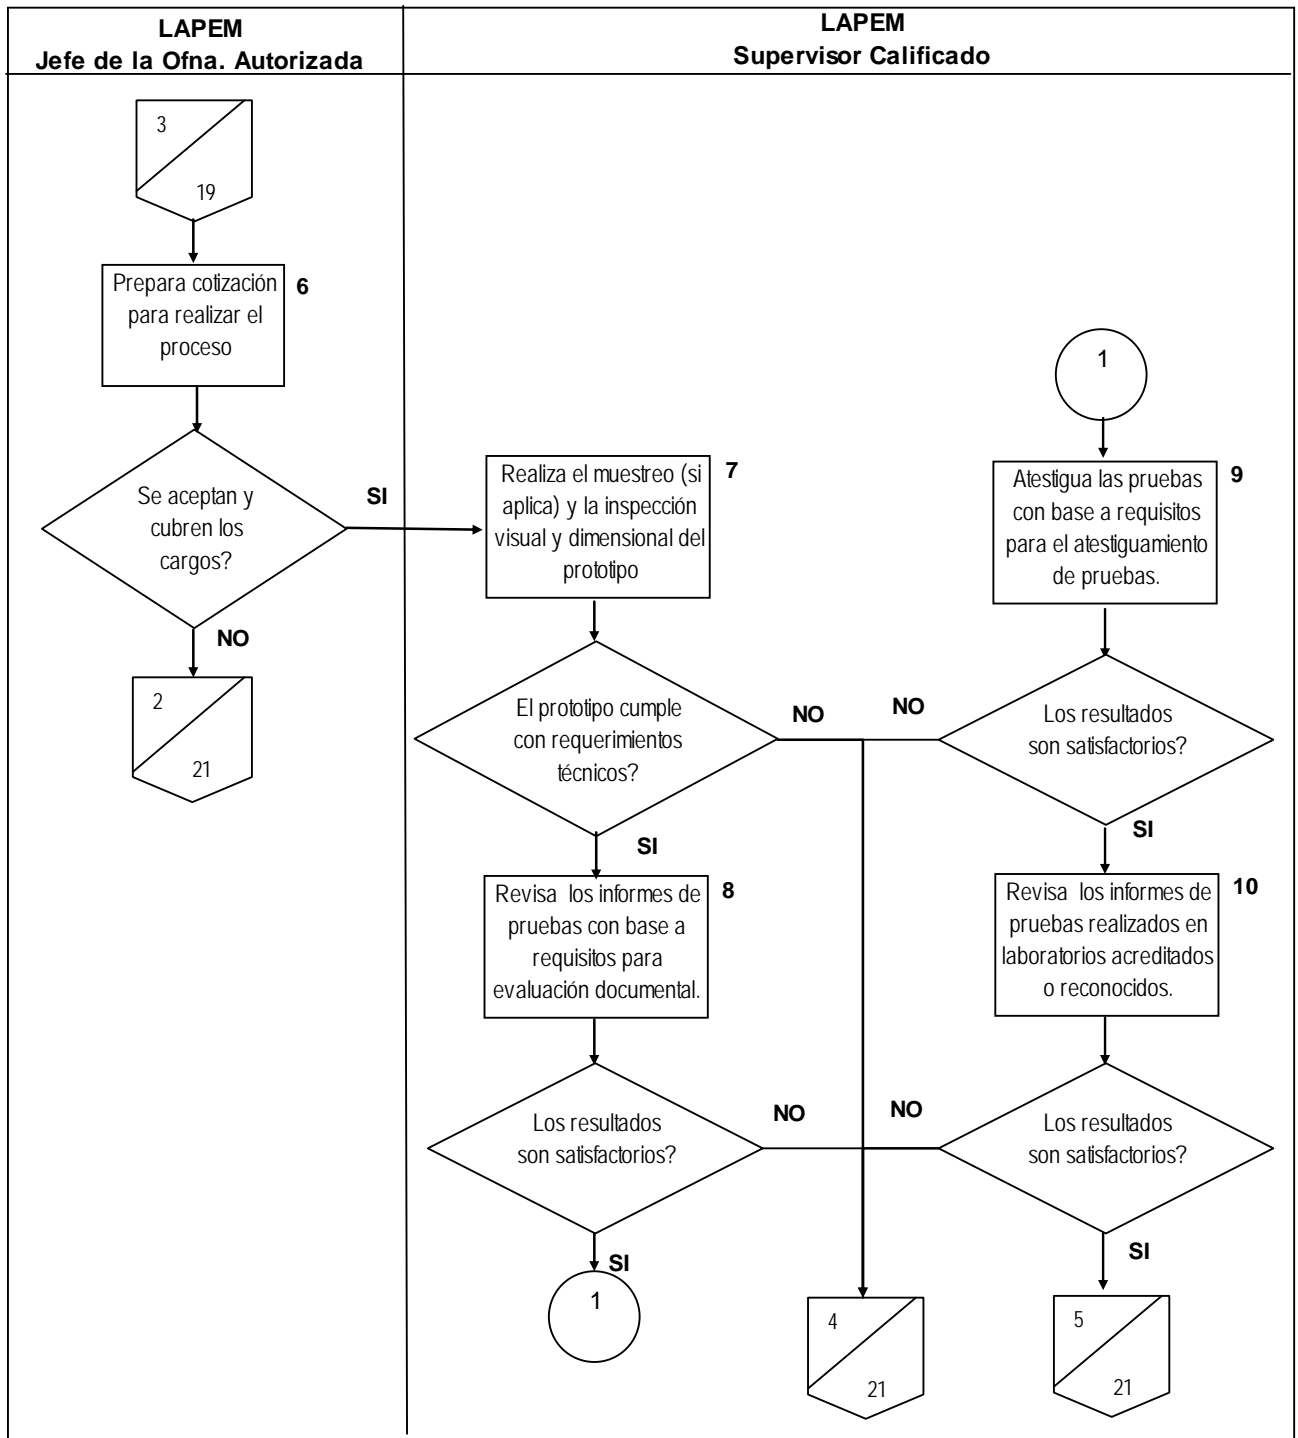 LAPEM
Jefe de la Ofna. Autorizada
LAPEM
Supervisor Calificado
3
19
Prepara cotización
para realizar el
proceso
6
Se aceptan y
cubren los
cargos?
SI
NO
2
21
Realiza el muestreo (si
aplica) y la inspección
visual y dimensional del
prototipo
7
El prototipo cumple
con requerimientos
técnicos?
NO
SI
Revisa los informes de
pruebas con base a
requisitos para
evaluación documental.
8
Los resultados
son satisfactorios?
NO
SI
1
1
Atestigua las pruebas
con base a requisitos
para el atestiguamiento
de pruebas.
9
Los resultados
son satisfactorios?
NO
SI
Revisa los informes de
pruebas realizados en
laboratorios acreditados
o reconocidos.
10
Los resultados
son satisfactorios?
NO
SI
4
21
5
21